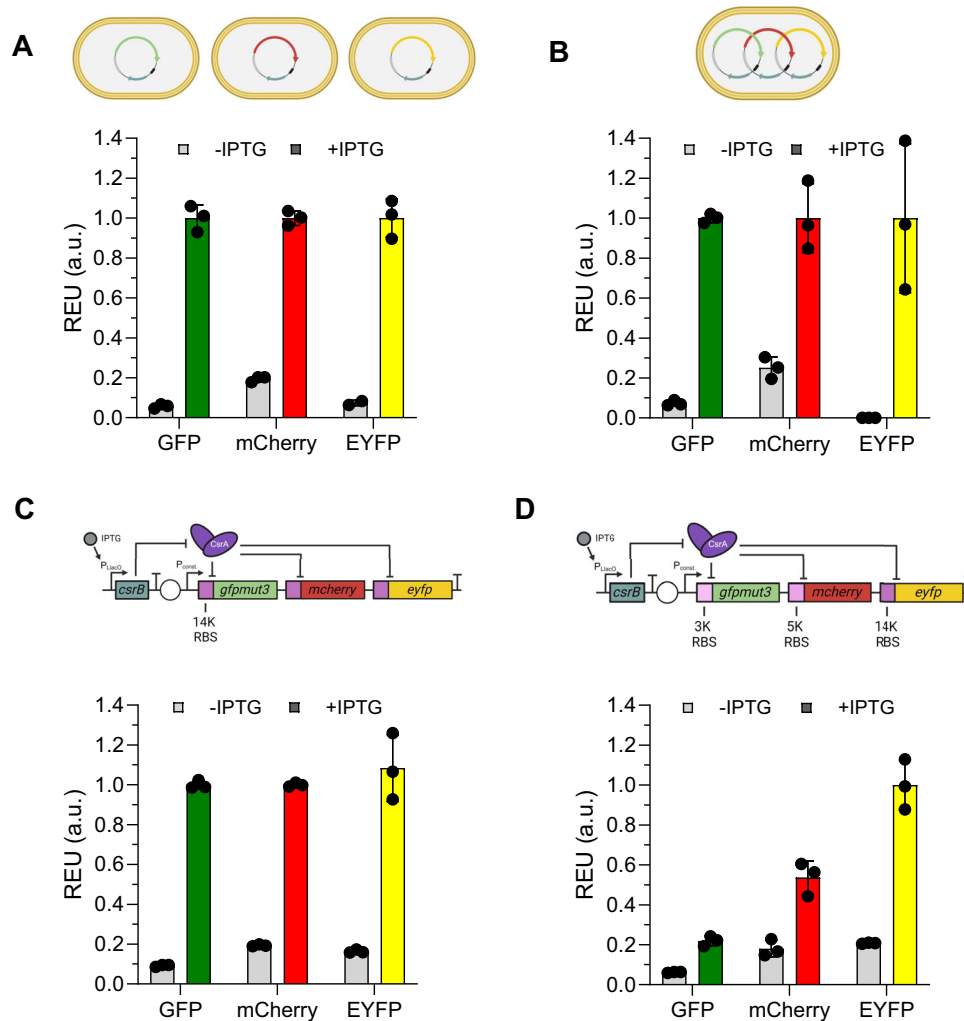 A
B
-IPTG +IPTG
REU (a.u.)
1.4
1.2
1.0
0.8
0.6
0.4
0.2
0.0
GFP mCherry EYFP
-IPTG +IPTG
REU (a.u.)
1.4
1.2
1.0
0.8
0.6
0.4
0.2
0.0
GFP mCherry EYFP
C
IPTG
CsrA
PLlacO
Pconst.
csrB gfpmut3 mcherry eyfp
14K
RBS
-IPTG +IPTG
REU (a.u.)
1.4
1.2
1.0
0.8
0.6
0.4
0.2
0.0
GFP mCherry EYFP
D
IPTG
CsrA
PLlacO
Pconst.
csrB gfpmut3 mcherry eyfp
3K 5K 14K
RBS RBS RBS
-IPTG +IPTG
REU (a.u.)
1.4
1.2
1.0
0.8
0.6
0.4
0.2
0.0
GFP mCherry EYFP